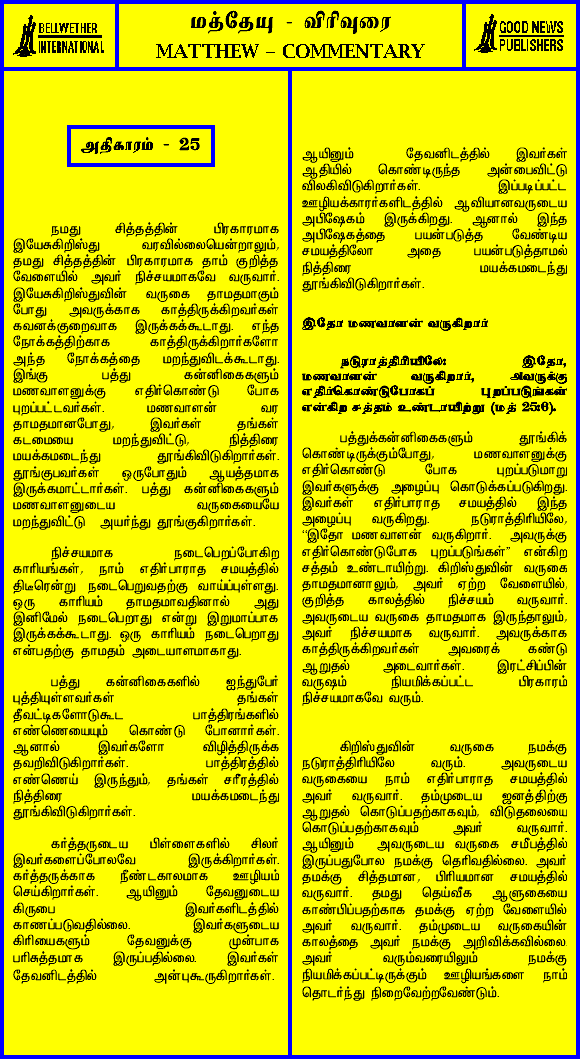 BELLWETHER
INTERNATIONAL
மத்தேயு - விரிவுரை
MATTHEW – COMMENTARY
GOOD NEWS
PUBLISHERS
அதிகாரம் - 25
நமது சித்தத்தின் பிரகாரமாக
இயேசுகிறிஸ்து வரவில்லையென்றாலும்,
தமது சித்தத்தின் பிரகாரமாக தாம் குறித்த
வேளையில் அவர் நிச்சயமாகவே வருவார்.
இயேசுகிறிஸ்துவின் வருகை தாமதமாகும்
போது அவருக்காக காத்திருக்கிறவர்கள்
கவனக்குறைவாக இருக்கக்கூடாது. எந்த
நோக்கத்திற்காக காத்திருக்கிறார்களோ
அந்த நோக்கத்தை மறந்துவிடக்கூடாது.
இங்கு பத்து கன்னிகைகளும்
மணவாளனுக்கு எதிர்கொண்டு போக
புறப்பட்டவர்கள். மணவாளன் வர
தாமதமானபோது, இவர்கள் தங்கள்
கடமையை மறந்துவிட்டு, நித்திரை
மயக்கமடைந்து தூங்கிவிடுகிறார்கள்.
தூங்குபவர்கள் ஒருபோதும் ஆயத்தமாக
இருக்கமாட்டார்கள். பத்து கன்னிகைகளும்
மணவாளனுடைய வருகையையே
மறந்துவிட்டு அயர்ந்து தூங்குகிறார்கள்.
நிச்சயமாக நடைபெறப்போகிற
காரியங்கள், நாம் எதிர்பாராத சமயத்தில்
திடீரென்று நடைபெறுவதற்கு வாய்ப்புள்ளது.
ஒரு காரியம் தாமதமாவதினால் அது
இனிமேல் நடைபெறாது என்று இறுமாப்பாக
இருக்கக்கூடாது. ஒரு காரியம் நடைபெறாது
என்பதற்கு தாமதம் அடையாளமாகாது.
பத்து கன்னிகைகளில் ஐந்துபேர்
புத்தியுள்ளவர்கள் தங்கள்
தீவட்டிகளோடுகூட பாத்திரங்களில்
எண்ணெயையும் கொண்டு போனார்கள்.
ஆனால் இவர்களோ விழித்திருக்க
தவறிவிடுகிறார்கள். பாத்திரத்தில்
எண்ணெய் இருந்தும், தங்கள் சரீரத்தில்
நித்திரை மயக்கமடைந்து
தூங்கிவிடுகிறார்கள்.
கர்த்தருடைய பிள்ளைகளில் சிலர்
இவர்களைப்போலவே இருக்கிறார்கள்.
கர்த்தருக்காக நீண்டகாலமாக ஊழியம்
செய்கிறார்கள். ஆயினும் தேவனுடைய
கிருபை இவர்களிடத்தில்
காணப்படுவதில்லை. இவர்களுடைய
கிரியைகளும் தேவனுக்கு முன்பாக
பரிசுத்தமாக இருப்பதில்லை. இவர்கள்
தேவனிடத்தில் அன்புகூருகிறார்கள்.
ஆயினும் தேவனிடத்தில் இவர்கள்
ஆதியில் கொண்டிருந்த அன்பைவிட்டு
விலகிவிடுகிறார்கள். இப்படிப்பட்ட
ஊழியக்காரர்களிடத்தில் ஆவியானவருடைய
அபிஷேகம் இருக்கிறது. ஆனால் இந்த
அபிஷேகத்தை பயன்படுத்த வேண்டிய
சமயத்திலோ அதை பயன்படுத்தாமல்
நித்திரை மயக்கமடைந்து
தூங்கிவிடுகிறார்கள்.
இதோ மணவாளன் வருகிறார்
நடுராத்திரியிலே: இதோ,
மணவாளன் வருகிறார், அவருக்கு
எதிர்கொண்டுபோகப் புறப்படுங்கள்
என்கிற சத்தம் உண்டாயிற்று (மத் 25:6).
பத்துக்கன்னிகைகளும் தூங்கிக்
கொண்டிருக்கும்போது, மணவாளனுக்கு
எதிர்கொண்டு போக புறப்படுமாறு
இவர்களுக்கு அழைப்பு கொடுக்கப்படுகிறது.
இவர்கள் எதிர்பாராத சமயத்தில் இந்த
அழைப்பு வருகிறது. நடுராத்திரியிலே,
“இதோ மணவாளன் வருகிறார். அவருக்கு
எதிர்கொண்டுபோக புறப்படுங்கள்” என்கிற
சத்தம் உண்டாயிற்று. கிறிஸ்துவின் வருகை
தாமதமானாலும், அவர் ஏற்ற வேளையில்,
குறித்த காலத்தில் நிச்சயம் வருவார்.
அவருடைய வருகை தாமதமாக இருந்தாலும்,
அவர் நிச்சயமாக வருவார். அவருக்காக
காத்திருக்கிறவர்கள் அவரைக் கண்டு
ஆறுதல் அடைவார்கள். இரட்சிப்பின்
வருஷம் நியமிக்கப்பட்ட பிரகாரம்
நிச்சயமாகவே வரும்.
கிறிஸ்துவின் வருகை நமக்கு
நடுராத்திரியிலே வரும். அவருடைய
வருகையை நாம் எதிர்பாராத சமயத்தில்
அவர் வருவார். தம்முடைய ஜனத்திற்கு
ஆறுதல் கொடுப்பதற்காகவும், விடுதலையை
கொடுப்பதற்காகவும் அவர் வருவார்.
ஆயினும் அவருடைய வருகை சமீபத்தில்
இருப்பதுபோல நமக்கு தெரிவதில்லை. அவர்
தமக்கு சித்தமான, பிரியமான சமயத்தில்
வருவார். தமது தெய்வீக ஆளுகையை
காண்பிப்பதற்காக தமக்கு ஏற்ற வேளையில்
அவர் வருவார். தம்முடைய வருகையின்
காலத்தை அவர் நமக்கு அறிவிக்கவில்லை.
அவர் வரும்வரையிலும் நமக்கு
நியமிக்கப்பட்டிருக்கும் ஊழியங்களை நாம்
தொடர்ந்து நிறைவேற்றவேண்டும்.